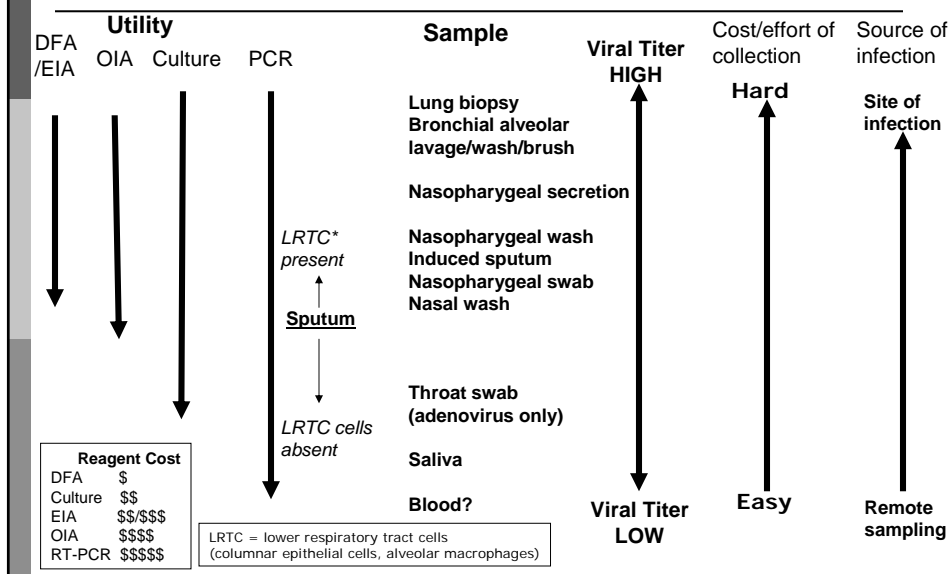 Utility
DFA
/EIA
OIA
Culture
PCR
Sample
Viral Titer
HIGH
Cost/effort of
collection
Hard
Source of
infection
Site of
infection
Lung biopsy
Bronchial alveolar
lavage/wash/brush
Nasopharygeal secretion
LRTC*
present
Nasopharygeal wash
Induced sputum
Nasopharygeal swab
Nasal wash
Sputum
LRTC cells
absent
Throat swab
(adenovirus only)
Saliva
Blood?
Viral Titer
LOW
Easy
Remote
sampling
Reagent Cost
DFA $
Culture $$
EIA $$/$$$
OIA $$$$
RT-PCR $$$$$
LRTC = lower respiratory tract cells
(columnar epithelial cells, alveolar macrophages)